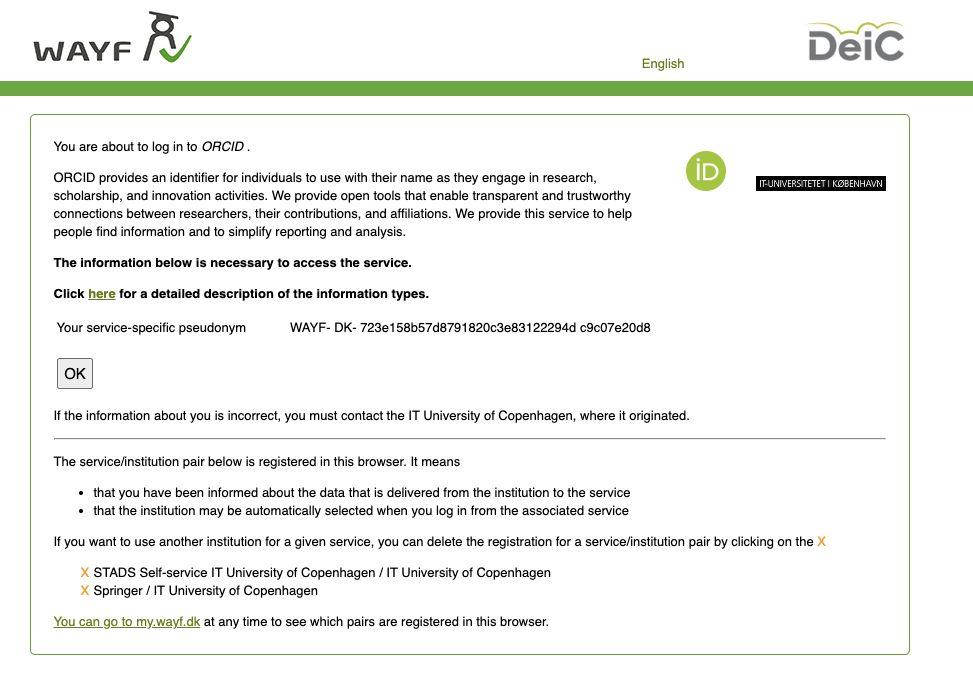 WAYF
DeiC
English
You are about to log in to ORCID .
iD
IT-UNIVERSITETET I KØBENHAVN
ORCID provides an identifier for individuals to use with their name as they engage in research,
scholarship, and innovation activities. We provide open tools that enable transparent and trustworthy
connections between researchers, their contributions, and affiliations. We provide this service to help
people find information and to simplify reporting and analysis.
The information below is necessary to access the service.
Click here for a detailed description of the information types.
Your service-specific pseudonym WAYF- DK- 723e158b57d8791820c3e83122294d c9c07e20d8
OK
If the information about you is incorrect, you must contact the IT University of Copenhagen, where it originated.
The service/institution pair below is registered in this browser. It means
• that you have been informed about the data that is delivered from the institution to the service
• that the institution may be automatically selected when you log in from the associated service
If you want to use another institution for a given service, you can delete the registration for a service/institution pair by clicking on the X
X STADS Self-service IT University of Copenhagen / IT University of Copenhagen
X Springer / IT University of Copenhagen
You can go to my.wayf.dk at any time to see which pairs are registered in this browser.